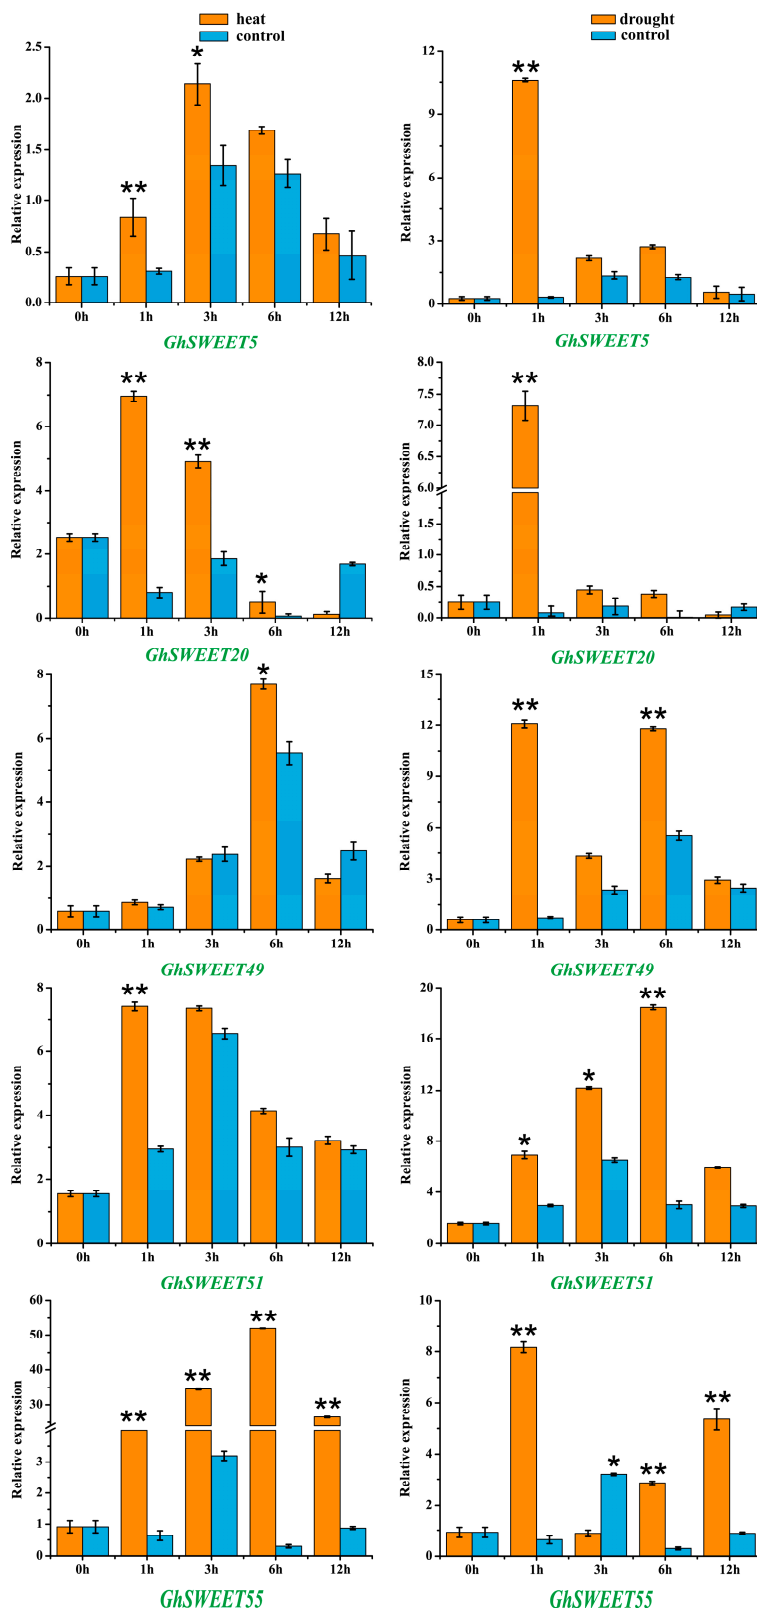 heat
control
drought
control
Relative expression
2.5
2.0
1.5
1.0
0.5
0.0
*
**
0h 1h 3h 6h 12h
GhSWEET5
Relative expression
12
9
6
3
0
**
0h 1h 3h 6h 12h
GhSWEET5
Relative expression
8
6
4
2
0
**
**
*
0h 1h 3h 6h 12h
GhSWEET20
Relative expression
8.0
7.5
7.0
6.5
6.0
1.5
1.0
0.5
0.0
**
0h 1h 3h 6h 12h
GhSWEET20
Relative expression
8
6
4
2
0
*
0h 1h 3h 6h 12h
GhSWEET49
Relative expression
15
12
9
6
3
0
**
**
0h 1h 3h 6h 12h
GhSWEET49
Relative expression
8
6
4
2
0
**
0h 1h 3h 6h 12h
GhSWEET51
Relative expression
20
16
12
8
4
0
**
*
*
0h 1h 3h 6h 12h
GhSWEET51
Relative expression
60
50
40
30
3
2
1
0
**
**
**
**
0h 1h 3h 6h 12h
GhSWEET55
Relative expression
10
8
6
4
2
0
**
**
*
**
0h 1h 3h 6h 12h
GhSWEET55